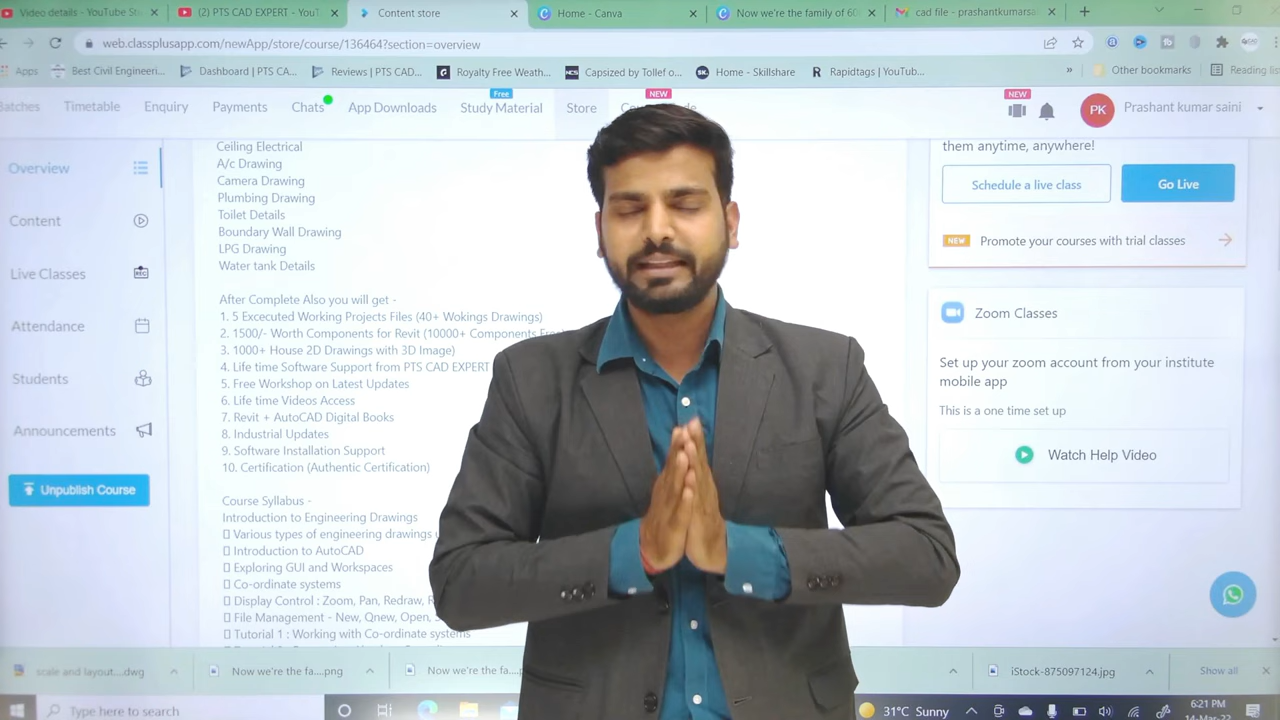 Video details - YouTube St
(2) PTS CAD EXPERT - YouT
Content store
Home - Canva
Now we're the family of 60
cad file - prashantkumarsa
web.classplusapp.com/newApp/store/course/136464?section=overview
Apps
Best Civil Engineeri...
Dashboard | PTS CA...
Reviews | PTS CAD...
Royalty Free Weath...
Capsized by Tollef o...
Home - Skillshare
Rapidtags | YouTub...
»
Other bookmarks
Reading lis
Batches
Timetable
Enquiry
Payments
Chats
App Downloads
Free
Study Material
Store
NEW
NEW
PK
Prashant kumar saini
Overview
Content
Live Classes
Attendance
Students
Announcements
Unpublish Course
Ceiling Electrical
A/c Drawing
Camera Drawing
Plumbing Drawing
Toilet Details
Boundary Wall Drawing
LPG Drawing
Water tank Details
After Complete Also you will get -
1. 5 Excecuted Working Projects Files (40+ Wokings Drawings)
2. 1500/- Worth Components for Revit (10000+ Components
3. 1000+ House 2D Drawings with 3D Image)
4. Life time Software Support from PTS CAD EXPERT
5. Free Workshop on Latest Updates
6. Life time Videos Access
7. Revit + AutoCAD Digital Books
8. Industrial Updates
9. Software Installation Support
10. Certification (Authentic Certification)
Course Syllabus -
Introduction to Engineering Drawings
Various types of engineering drawings
Introduction to AutoCAD
Exploring GUI and Workspaces
Co-ordinate systems
Display Control : Zoom, Pan, Redraw, R
File Management - New, Qnew, Open,
Tutorial 1 : Working with Co-ordinate systems
them anytime, anywhere!
Schedule a live class
Go Live
NEW
Promote your courses with trial classes
Zoom Classes
Set up your zoom account from your institute
mobile app
This is a one time set up
Watch Help Video
scale and layout....dwg
Now we're the fa....png
Now we're the fa....p
iStock-875097124.jpg
Show all
Type here to search
31°C Sunny
6:21 PM
14-Mar-22